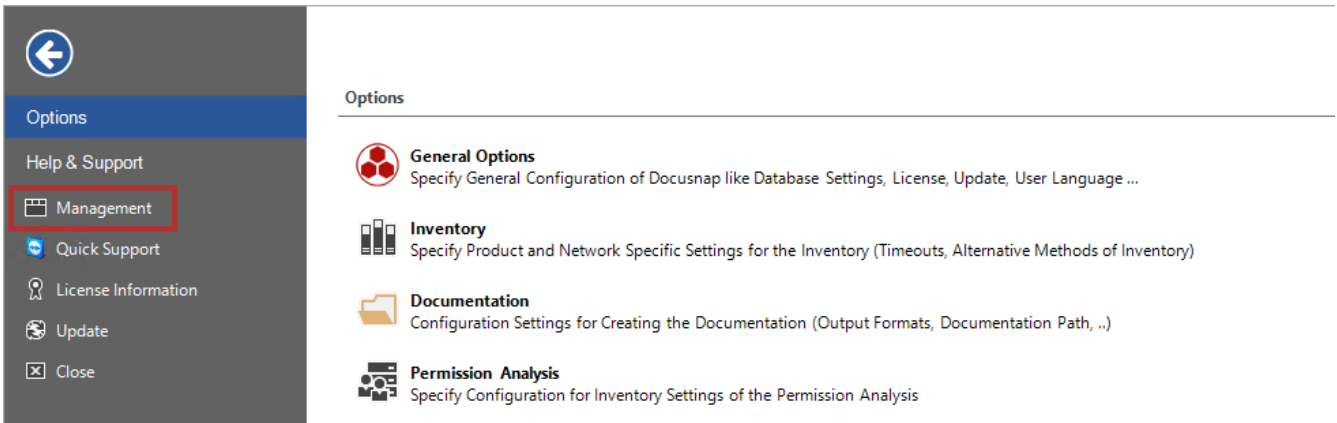 Options
Help & Support
Management
Quick Support
License Information
Update
Close
Options
General Options
Specify General Configuration of Docusnap like Database Settings, License, Update, User Language ...
Inventory
Specify Product and Network Specific Settings for the Inventory (Timeouts, Alternative Methods of Inventory)
Documentation
Configuration Settings for Creating the Documentation (Output Formats, Documentation Path, ..)
Permission Analysis
Specify Configuration for Inventory Settings of the Permission Analysis